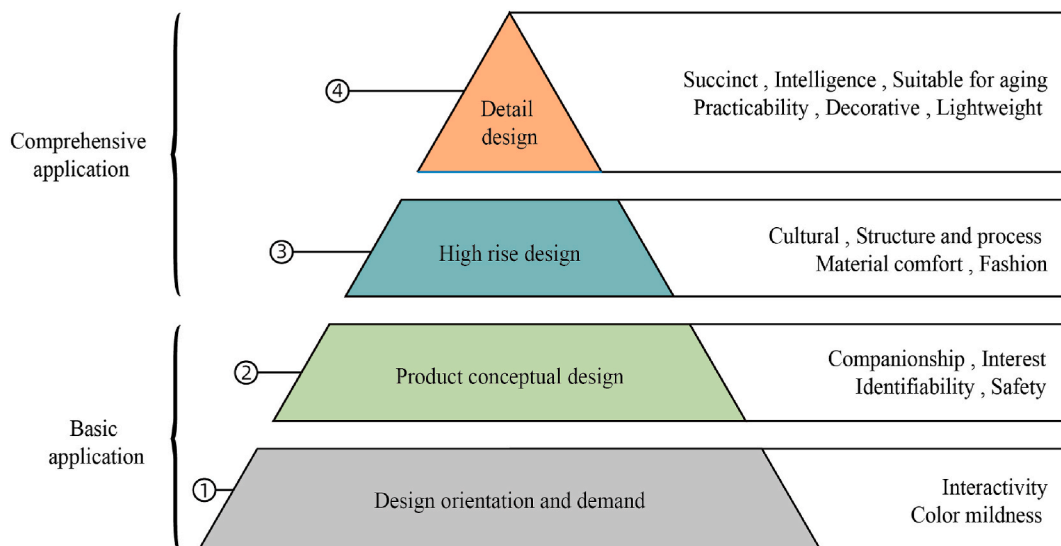 Comprehensive
application
④
Detail
design
Succinct , Intelligence , Suitable for aging
Practicability , Decorative , Lightweight
③
High rise design
Cultural , Structure and process
Material comfort , Fashion
Basic
application
②
Product conceptual design
Companionship , Interest
Identifiability , Safety
①
Design orientation and demand
Interactivity
Color mildness